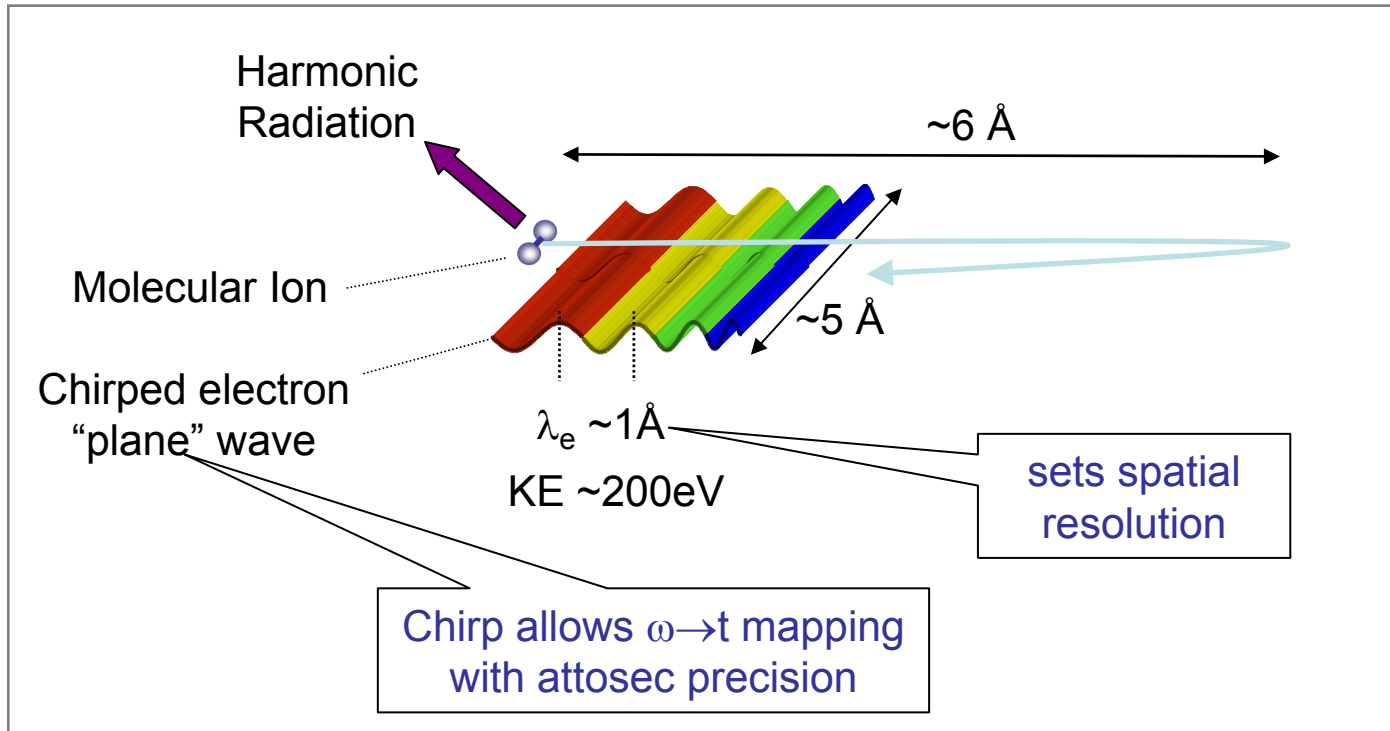 Harmonic
Radiation
~6 Å
Molecular Ion
~5 Å
Chirped electron
“plane” wave
λe ~1Å
KE ~200eV
sets spatial
resolution
Chirp allows ω→t mapping
with attosec precision